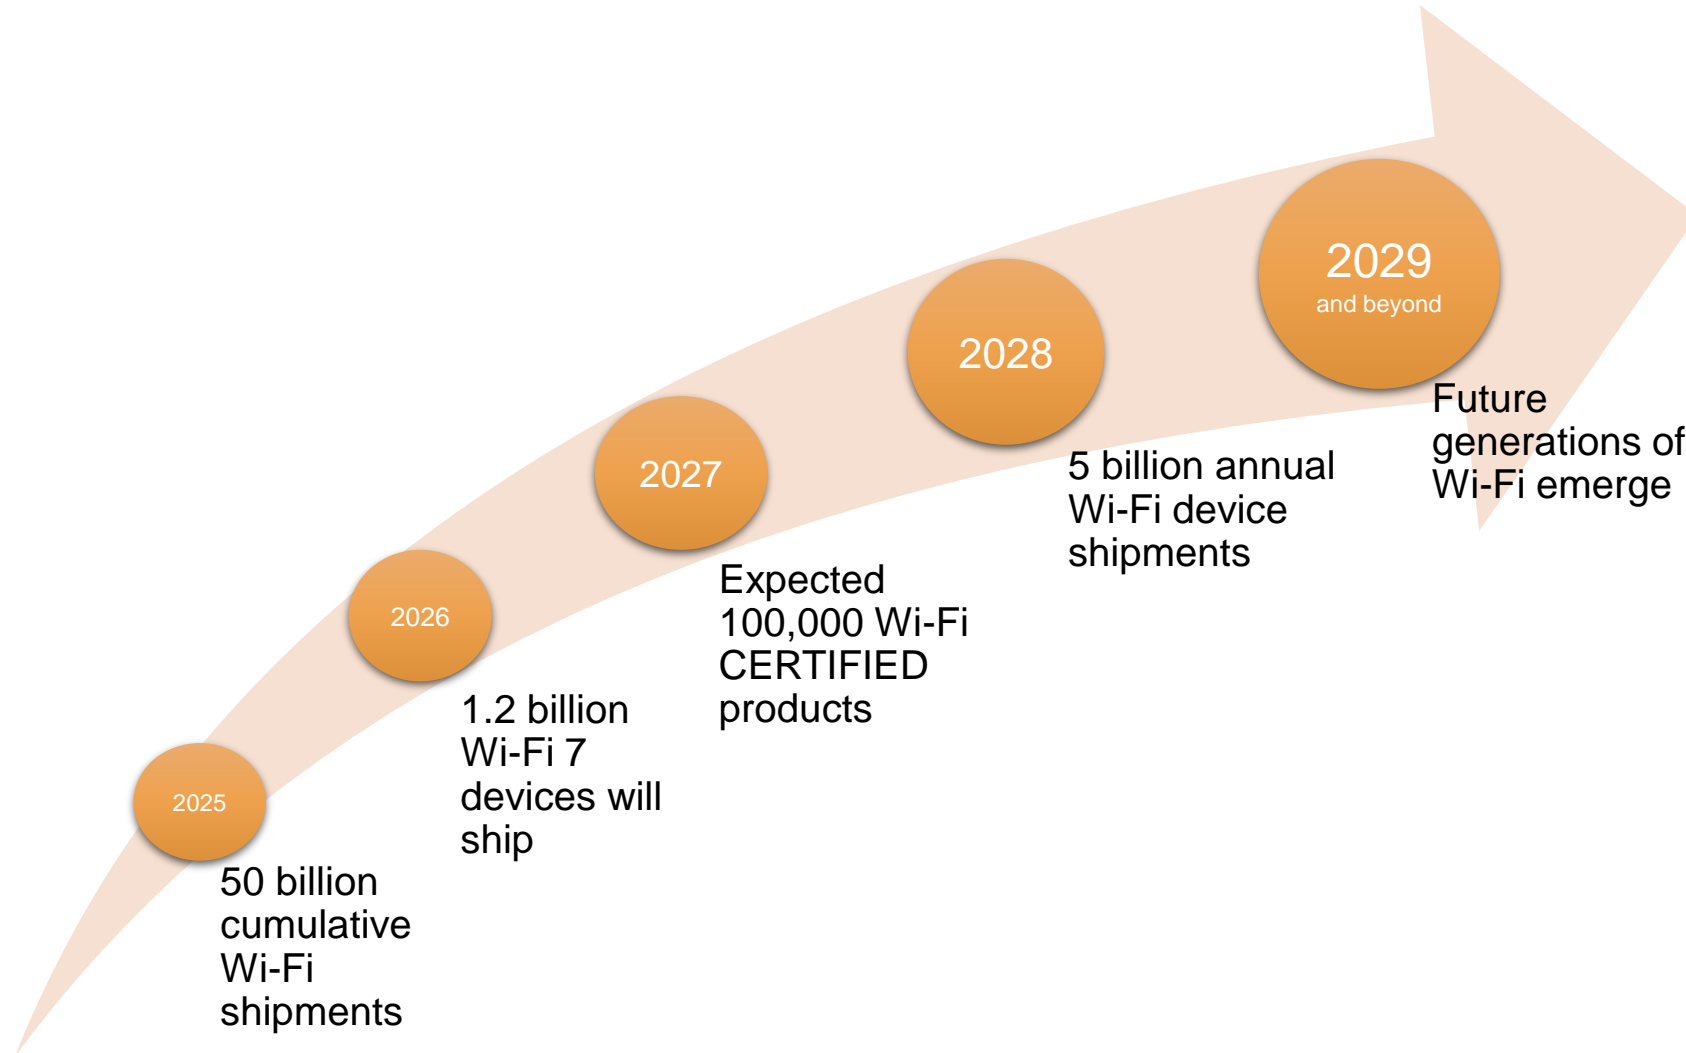 2025
50 billion
cumulative
Wi-Fi
shipments
2026
1.2 billion
Wi-Fi 7
devices will
ship
2027
Expected
100,000 Wi-Fi
CERTIFIED
products
2028
5 billion annual
Wi-Fi device
shipments
2029
and beyond
Future
generations of
Wi-Fi emerge